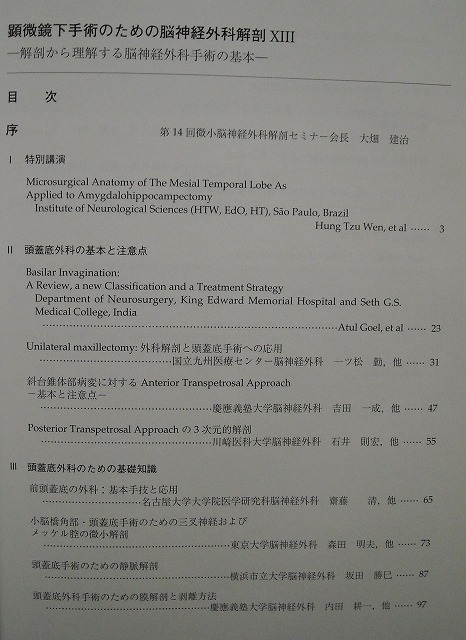 顕微鏡下手術のための脳神経外科解剖 XIII
―解剖から理解する脳神経外科手術の基本―
目 次
序
第14回微小脳神経外科解剖セミナー会長 大畑 建治
I 特別講演
Microsurgical Anatomy of The Mesial Temporal Lobe As
Applied to Amygdalohippocampectomy
Institute of Neurological Sciences (HTW, EdO, HT), São Paulo, Brazil
Hung Tzu Wen, et al …… 3
II 頭蓋底外科の基本と注意点
Basilar Invagination:
A Review, a new Classification and a Treatment Strategy
Department of Neurosurgery, King Edward Memorial Hospital and Seth G.S.
Medical College, India
……………………………………………………………Atul Goel, et al …… 23
Unilateral maxillectomy: 外科解剖と頭蓋底手術への応用
……………………………国立九州医療センター脳神経外科 一ツ松 勤, 他 …… 31
斜台錐体部病変に対する Anterior Transpetrosal Approach
－基本と注意点－
……………………………………慶應義塾大学脳神経外科 吉田 一成, 他 …… 47
Posterior Transpetrosal Approach の3次元的解剖
……………………………………川崎医科大学脳神経外科 石井 則宏, 他 …… 55
III 頭蓋底外科のための基礎知識
前頭蓋底の外科：基本手技と応用
……………………名古屋大学大学院医学研究科脳神経外科 齋藤 清, 他 …… 65
小脳橋角部・頭蓋底手術のための三叉神経および
メッケル腔の微小解剖
……………………………………東京大学脳神経外科 森田 明夫, 他 …… 73
頭蓋底手術のための静脈解剖
……………………………………横浜市立大学脳神経外科 坂田 勝巳 …… 87
頭蓋底外科手術のための膜解剖と剥離方法
……………………………………慶應義塾大学脳神経外科 内田 耕一, 他 …… 97